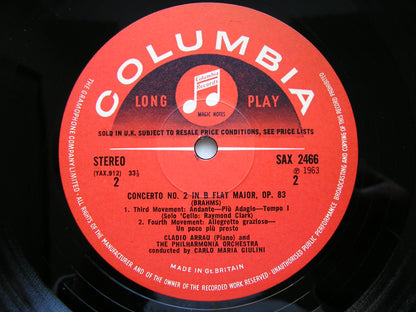 COLUMBIA
Columbia
Records
LONG PLAY
MAGIC NOTES
SOLD IN U.K. SUBJECT TO RESALE PRICE CONDITIONS, SEE PRICE LISTS
STEREO SAX 2466
(YAX.912) 33⅓ ℗ 1963
2 2
CONCERTO NO. 2 IN B FLAT MAJOR, OP. 83
(BRAHMS)
1. Third Movement: Andante—Più Adagio—Tempo I
(Solo 'Cello: Raymond Clark)
2. Fourth Movement: Allegretto grazioso—
Un poco più presto
CLADIO ARRAU (Piano) and
THE PHILHARMONIA ORCHESTRA
conducted by CARLO MARIA GIULINI
MADE IN Gt. BRITAIN
THE GRAMOPHONE COMPANY LIMITED • ALL RIGHTS OF THE MANUFACTURER AND OF THE OWNER OF THE RECORDED WORK RESERVED • UNAUTHORISED PUBLIC PERFORMANCE BROADCASTING AND COPYING OF THIS RECORD PROHIBITED